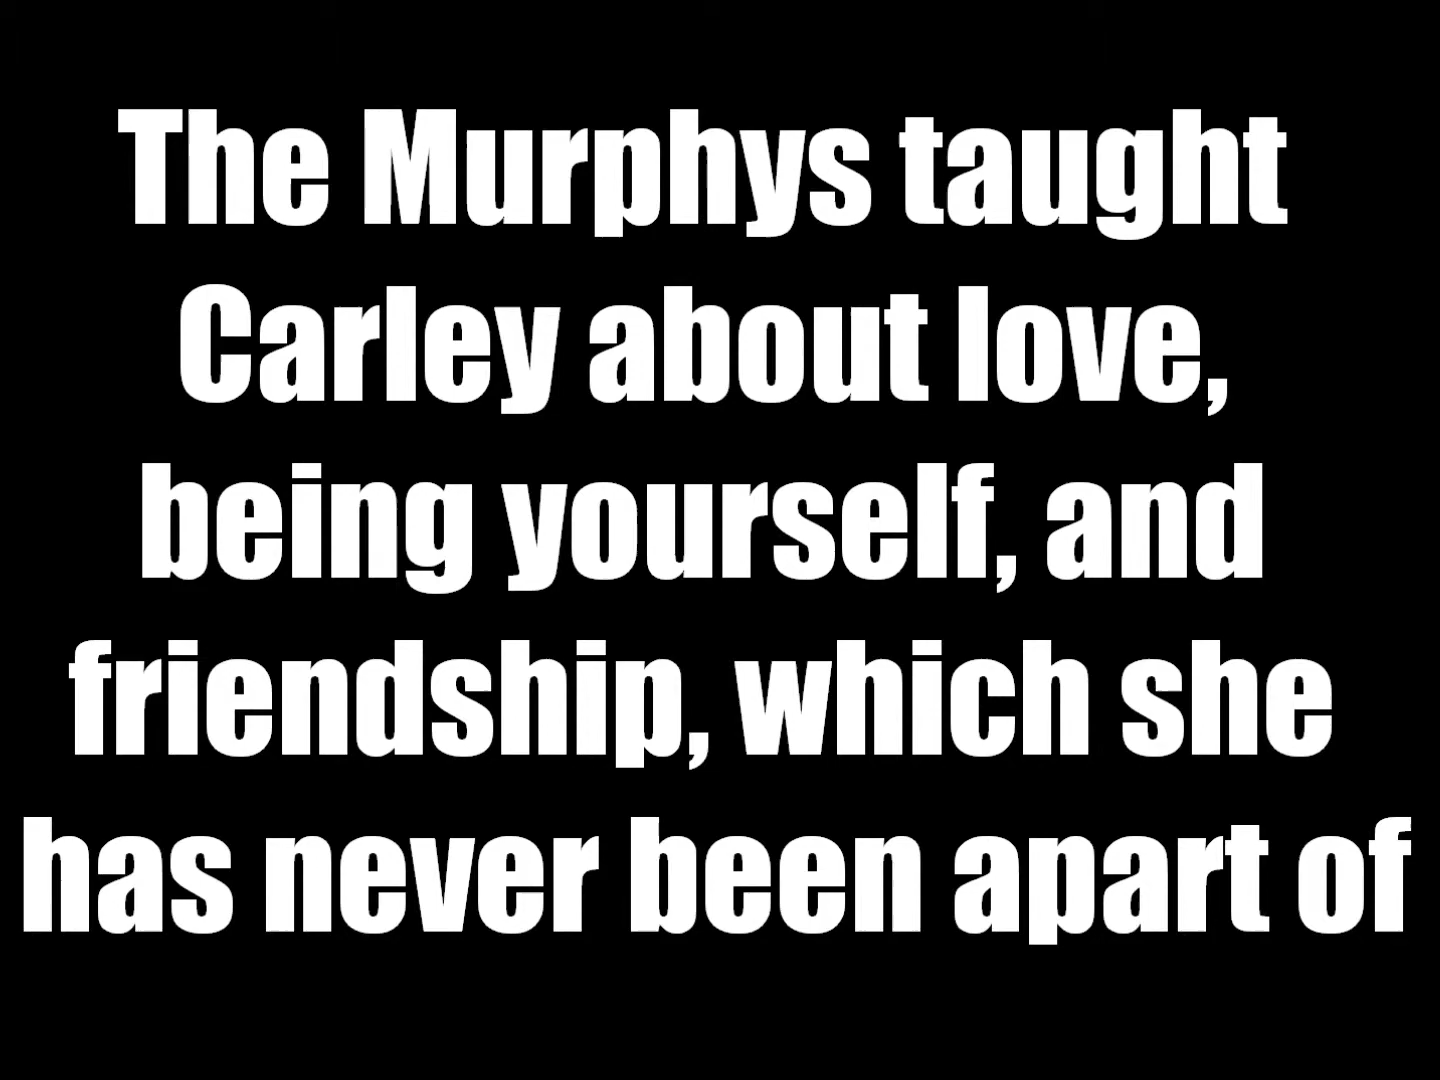 The Murphys taught
Carley about love,
being yourself, and
friendship, which she
has never been apart of